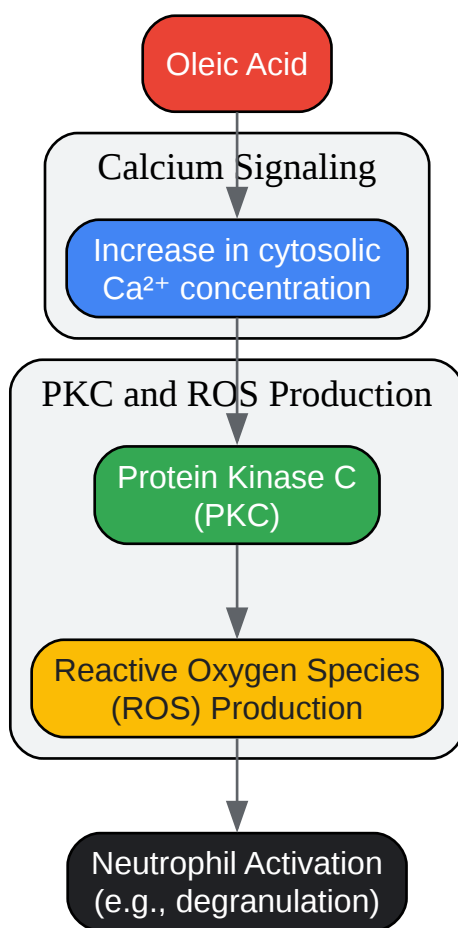 Oleic Acid
Calcium Signaling
Increase in cytosolic
Ca²⁺ concentration
PKC and ROS Production
Protein Kinase C
(PKC)
Reactive Oxygen Species
(ROS) Production
Neutrophil Activation
(e.g., degranulation)